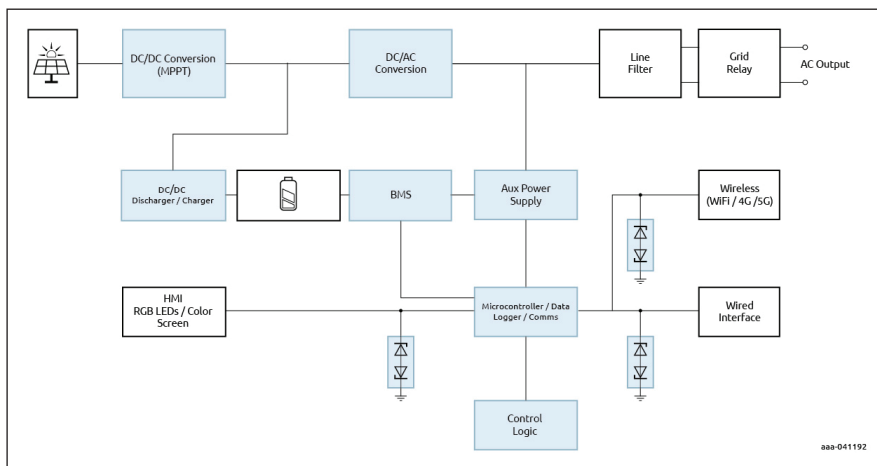 DC/DC Conversion
(MPPT)
DC/AC
Conversion
Line
Filter
Grid
Relay
AC Output
DC/DC
Discharger / Charger
BMS
Aux Power
Supply
Wireless
(WiFi / 4G /5G)
HMI
RGB LEDs / Color
Screen
Microcontroller / Data
Logger / Comms
Wired
Interface
Control
Logic
aaa-041192